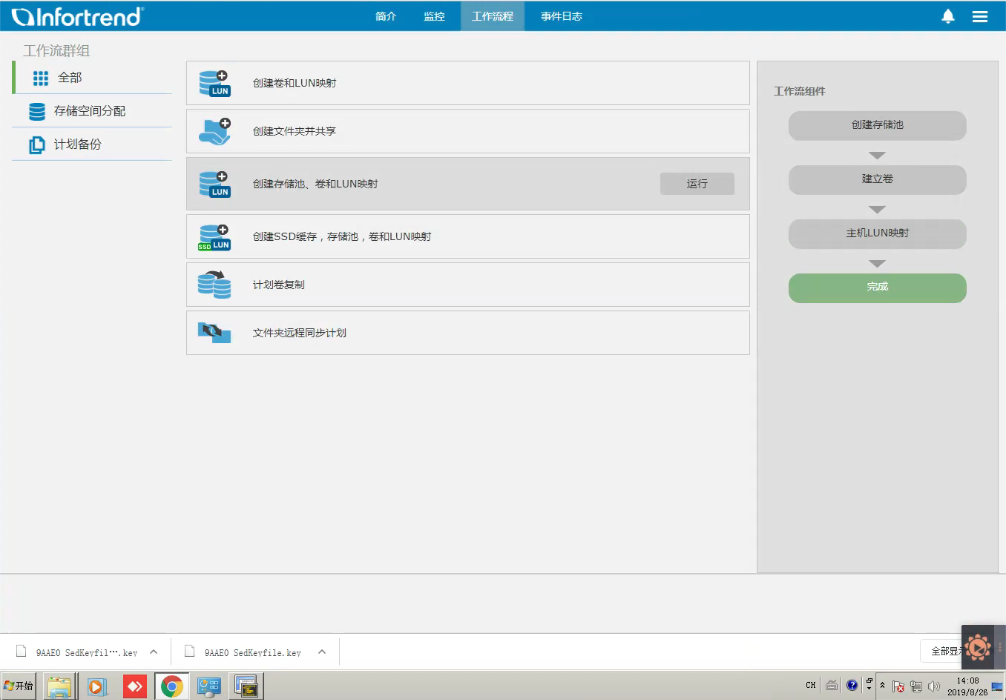 Infortrend
简介 监控 工作流程 事件日志
工作流群组
全部
存储空间分配
计划备份
LUN
创建卷和LUN映射
创建文件夹并共享
LUN
创建存储池、卷和LUN映射
运行
SSD LUN
创建SSD缓存，存储池，卷和LUN映射
计划卷复制
文件夹远程同步计划
工作流组件
创建存储池
建立卷
主机LUN映射
完成
9AAE0 SedKeyfil….key
9AAE0 SedKeyfile.key
全部显
开始
CH
14:08
2019/8/28